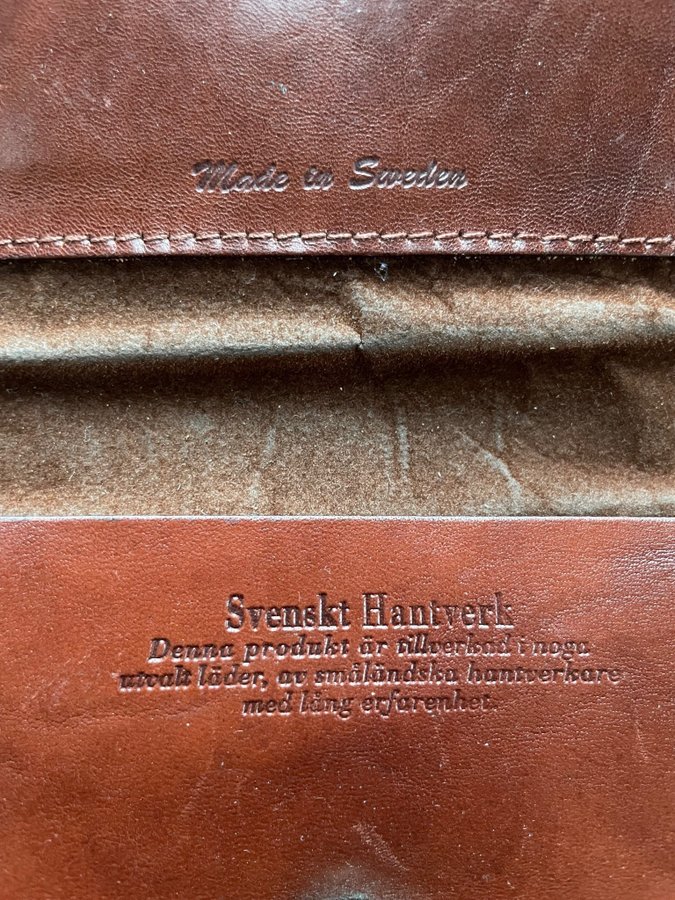 Made in Sweden
Svenskt Hantverk
Denna produkt är tillverkad i noga
utvalt läder, av småländska hantverkare
med lång erfarenhet.